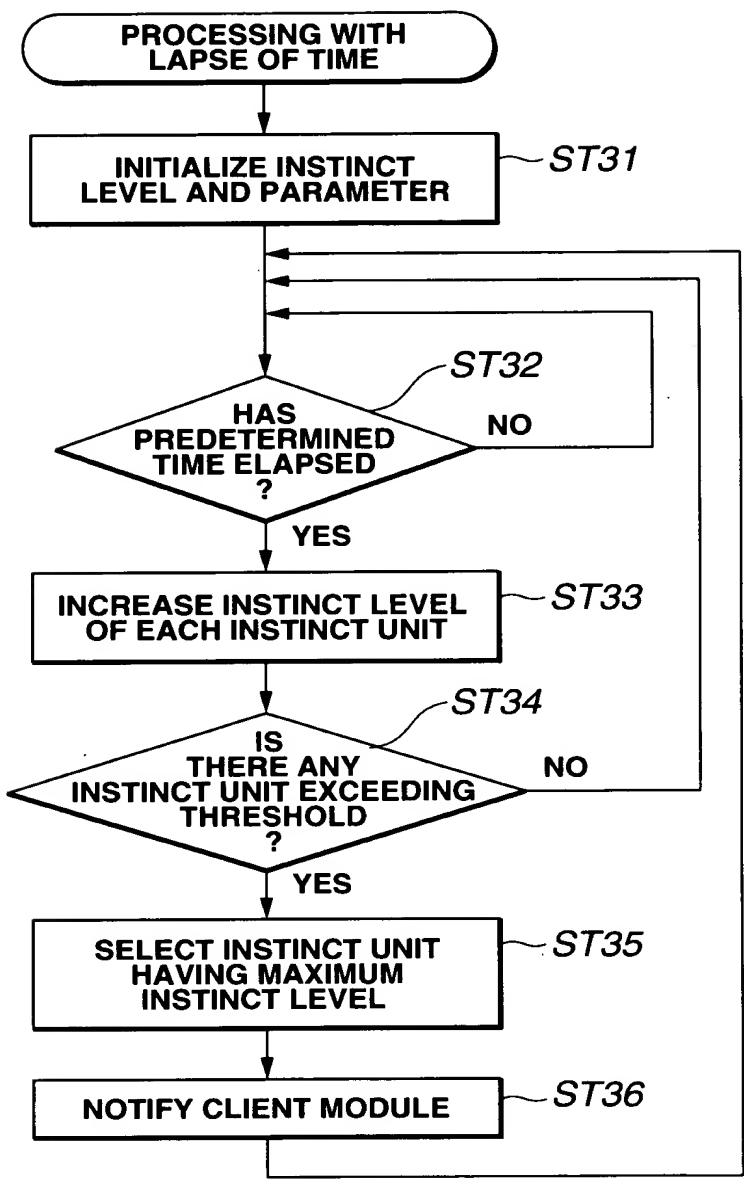 PROCESSING WITH
LAPSE OF TIME
INITIALIZE INSTINCT
LEVEL AND PARAMETER
ST31
ST32
HAS
PREDETERMINED
TIME ELAPSED
?
NO
YES
INCREASE INSTINCT LEVEL
OF EACH INSTINCT UNIT
ST33
ST34
IS
THERE ANY
INSTINCT UNIT EXCEEDING
THRESHOLD
?
NO
YES
SELECT INSTINCT UNIT
HAVING MAXIMUM
INSTINCT LEVEL
ST35
NOTIFY CLIENT MODULE
ST36